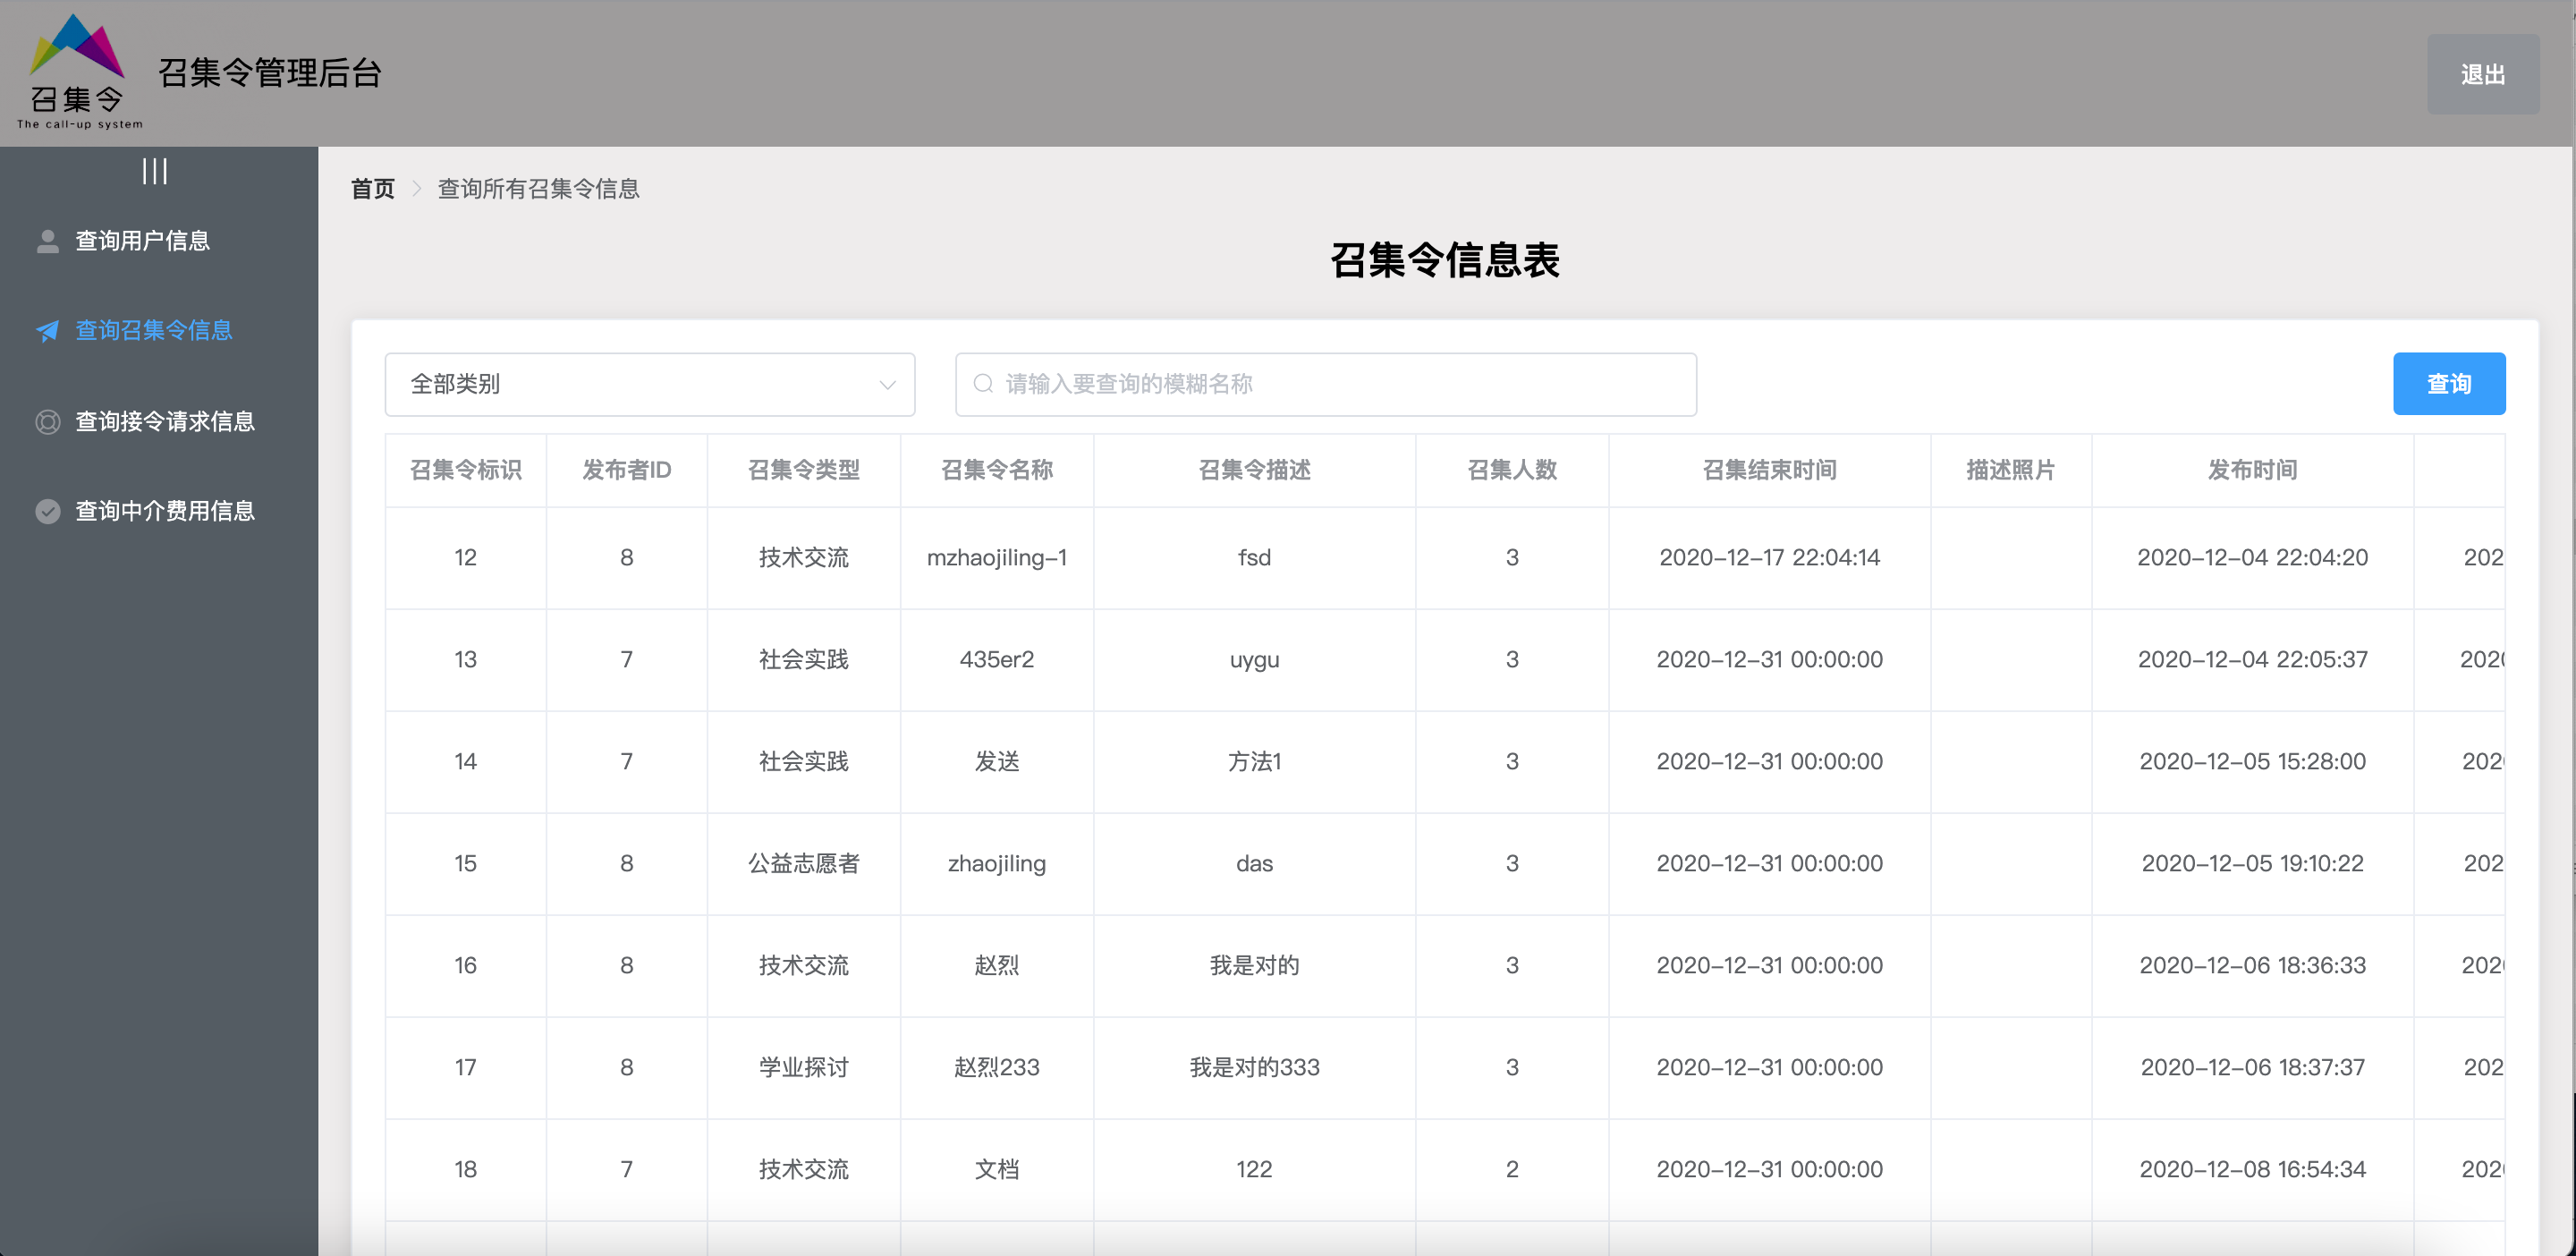 召集令
The call-up system
召集令管理后台
退出
查询用户信息
查询召集令信息
查询接令请求信息
查询中介费用信息
首页 查询所有召集令信息
召集令信息表
全部类别 请输入要查询的模糊名称 查询
召集令标识 发布者ID 召集令类型 召集令名称 召集令描述 召集人数 召集结束时间 描述照片 发布时间
12 8 技术交流 mzhaojiling-1 fsd 3 2020-12-17 22:04:14 2020-12-04 22:04:20 202
13 7 社会实践 435er2 uygu 3 2020-12-31 00:00:00 2020-12-04 22:05:37 202
14 7 社会实践 发送 方法1 3 2020-12-31 00:00:00 2020-12-05 15:28:00 202
15 8 公益志愿者 zhaojiling das 3 2020-12-31 00:00:00 2020-12-05 19:10:22 202
16 8 技术交流 赵烈 我是对的 3 2020-12-31 00:00:00 2020-12-06 18:36:33 202
17 8 学业探讨 赵烈233 我是对的333 3 2020-12-31 00:00:00 2020-12-06 18:37:37 202
18 7 技术交流 文档 122 2 2020-12-31 00:00:00 2020-12-08 16:54:34 202